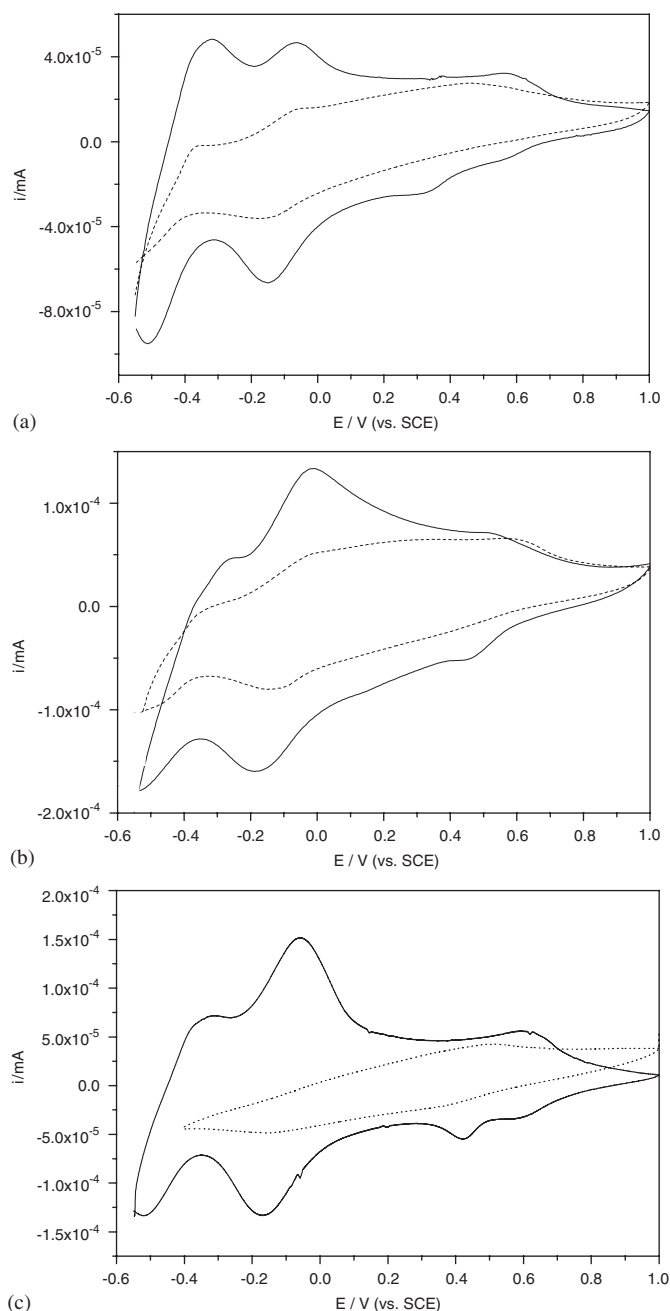 4.0x10⁻⁵
0.0
-4.0x10⁻⁵
-8.0x10⁻⁵
i/mA
-0.6 -0.4 -0.2 0.0 0.2 0.4 0.6 0.8 1.0
E / V (vs. SCE)
(a)
1.0x10⁻⁴
0.0
-1.0x10⁻⁴
-2.0x10⁻⁴
i/mA
-0.6 -0.4 -0.2 0.0 0.2 0.4 0.6 0.8 1.0
E / V (vs. SCE)
(b)
2.0x10⁻⁴
1.5x10⁻⁴
1.0x10⁻⁴
5.0x10⁻⁵
0.0
-5.0x10⁻⁵
-1.0x10⁻⁴
-1.5x10⁻⁴
i/mA
-0.6 -0.4 -0.2 0.0 0.2 0.4 0.6 0.8 1.0
E / V (vs. SCE)
(c)